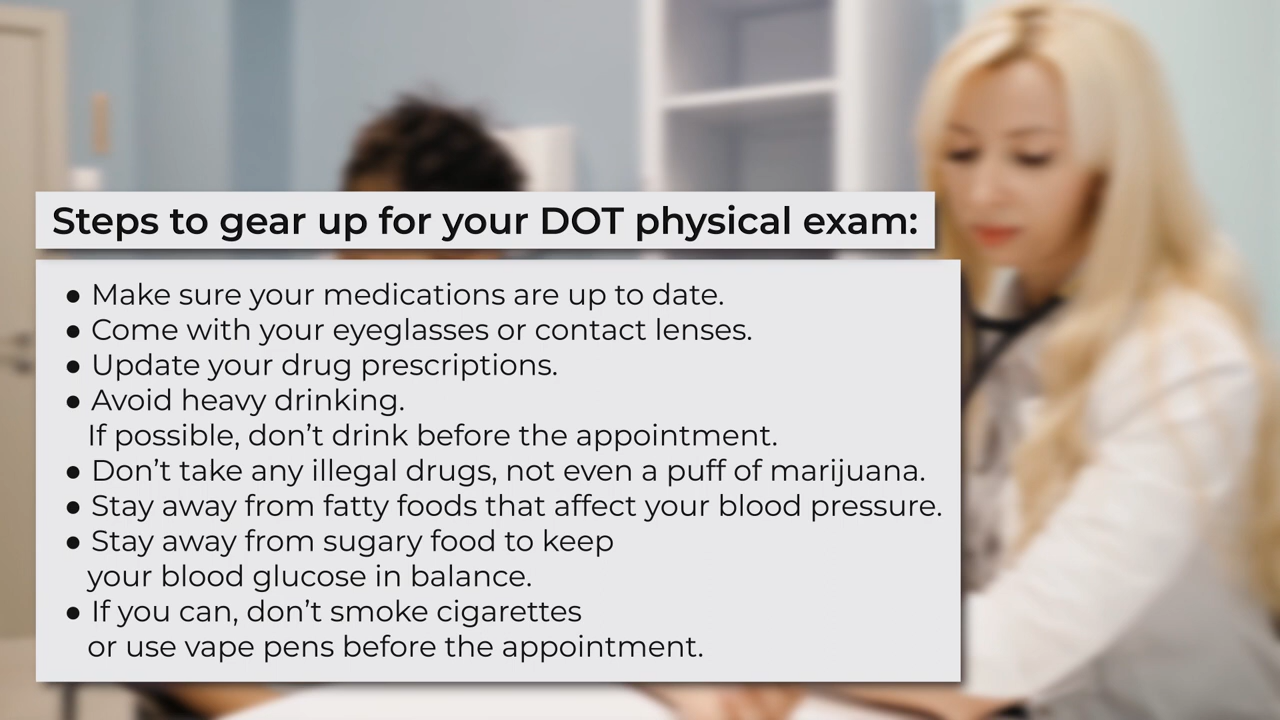 Steps to gear up for your DOT physical exam:
● Make sure your medications are up to date.
● Come with your eyeglasses or contact lenses.
● Update your drug prescriptions.
● Avoid heavy drinking.
If possible, don’t drink before the appointment.
● Don’t take any illegal drugs, not even a puff of marijuana.
● Stay away from fatty foods that affect your blood pressure.
● Stay away from sugary food to keep
your blood glucose in balance.
● If you can, don’t smoke cigarettes
or use vape pens before the appointment.